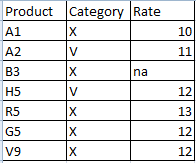 Product Category Rate
A1 X 10
A2 V 11
B3 X na
H5 V 12
R5 X 13
G5 X 12
V9 X 12